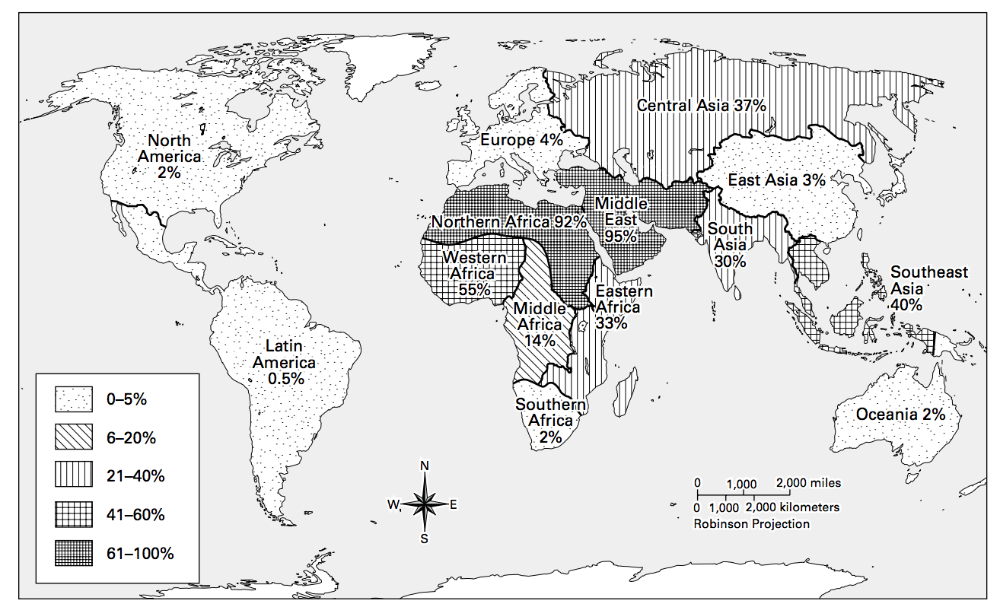 Central Asia 37%
North
America
2%
Europe 4%
East Asia 3%
Middle
East
95%
Northern Africa 92%
South
Asia
30%
Western
Africa
55%
Southeast
Asia
40%
Eastern
Africa
33%
Middle
Africa
14%
Latin
America
0.5%
Southern
Africa
2%
Oceania 2%
0–5%
6–20%
21–40%
41–60%
61–100%
N
W E
S
0 1,000 2,000 miles
0 1,000 2,000 kilometers
Robinson Projection